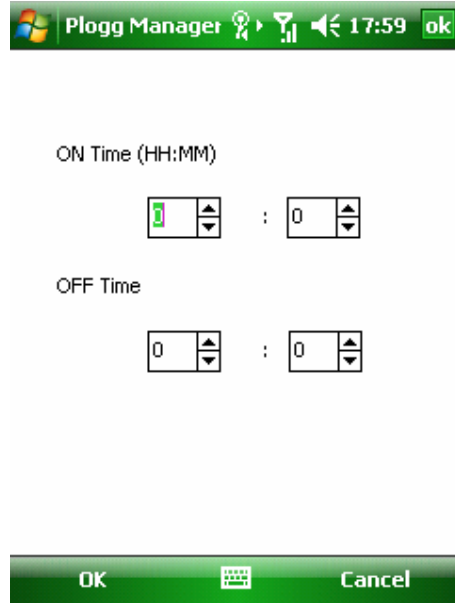 Plogg Manager 17:59 ok
ON Time (HH:MM)
0 : 0
OFF Time
0 : 0
OK Cancel